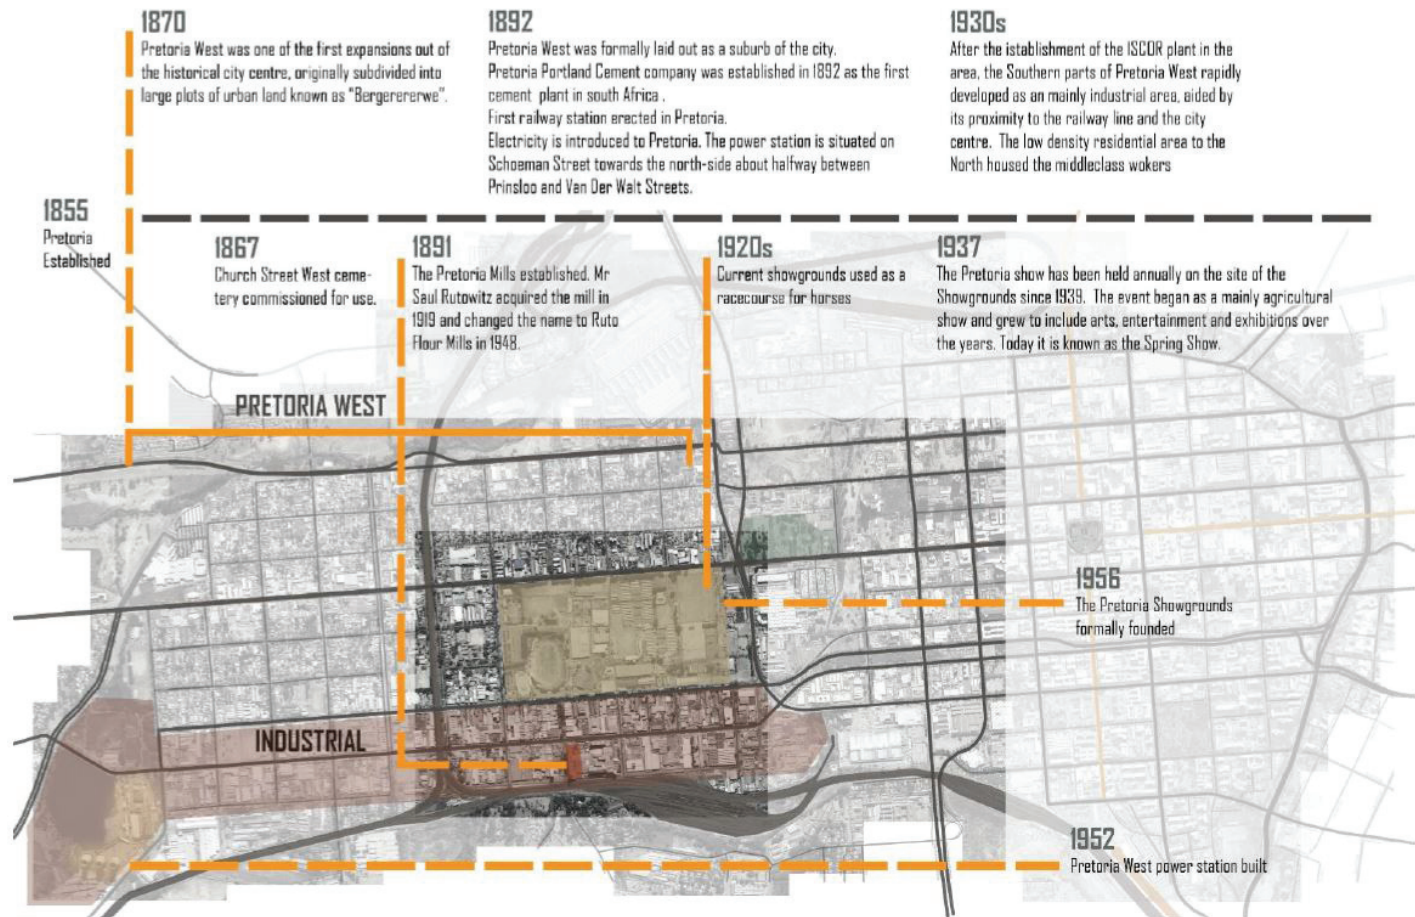 1870
Pretoria West was one of the first expansions out of
the historical city centre, originally subdivided into
large plots of urban land known as "Bergerererwe".
1892
Pretoria West was formally laid out as a suburb of the city.
Pretoria Portland Cement company was established in 1892 as the first
cement plant in south Africa .
First railway station erected in Pretoria.
Electricity is introduced to Pretoria. The power station is situated on
Schoeman Street towards the north-side about halfway between
Prinsloo and Van Der Walt Streets.
1930s
After the istablishment of the ISCOR plant in the
area, the Southern parts of Pretoria West rapidly
developed as an mainly industrial area, aided by
its proximity to the railway line and the city
centre. The low density residential area to the
North housed the middleclass wokers
1855
Pretoria
Established
1867
Church Street West ceme-
tery commissioned for use.
1891
The Pretoria Mills established. Mr
Saul Rutowitz acquired the mill in
1919 and changed the name to Ruto
Flour Mills in 1948.
1920s
Current showgrounds used as a
racecourse for horses
1937
The Pretoria show has been held annually on the site of the
Showgrounds since 1939. The event began as a mainly agricultural
show and grew to include arts, entertainment and exhibitions over
the years. Today it is known as the Spring Show.
PRETORIA WEST
1956
The Pretoria Showgrounds
formally founded
INDUSTRIAL
1952
Pretoria West power station built